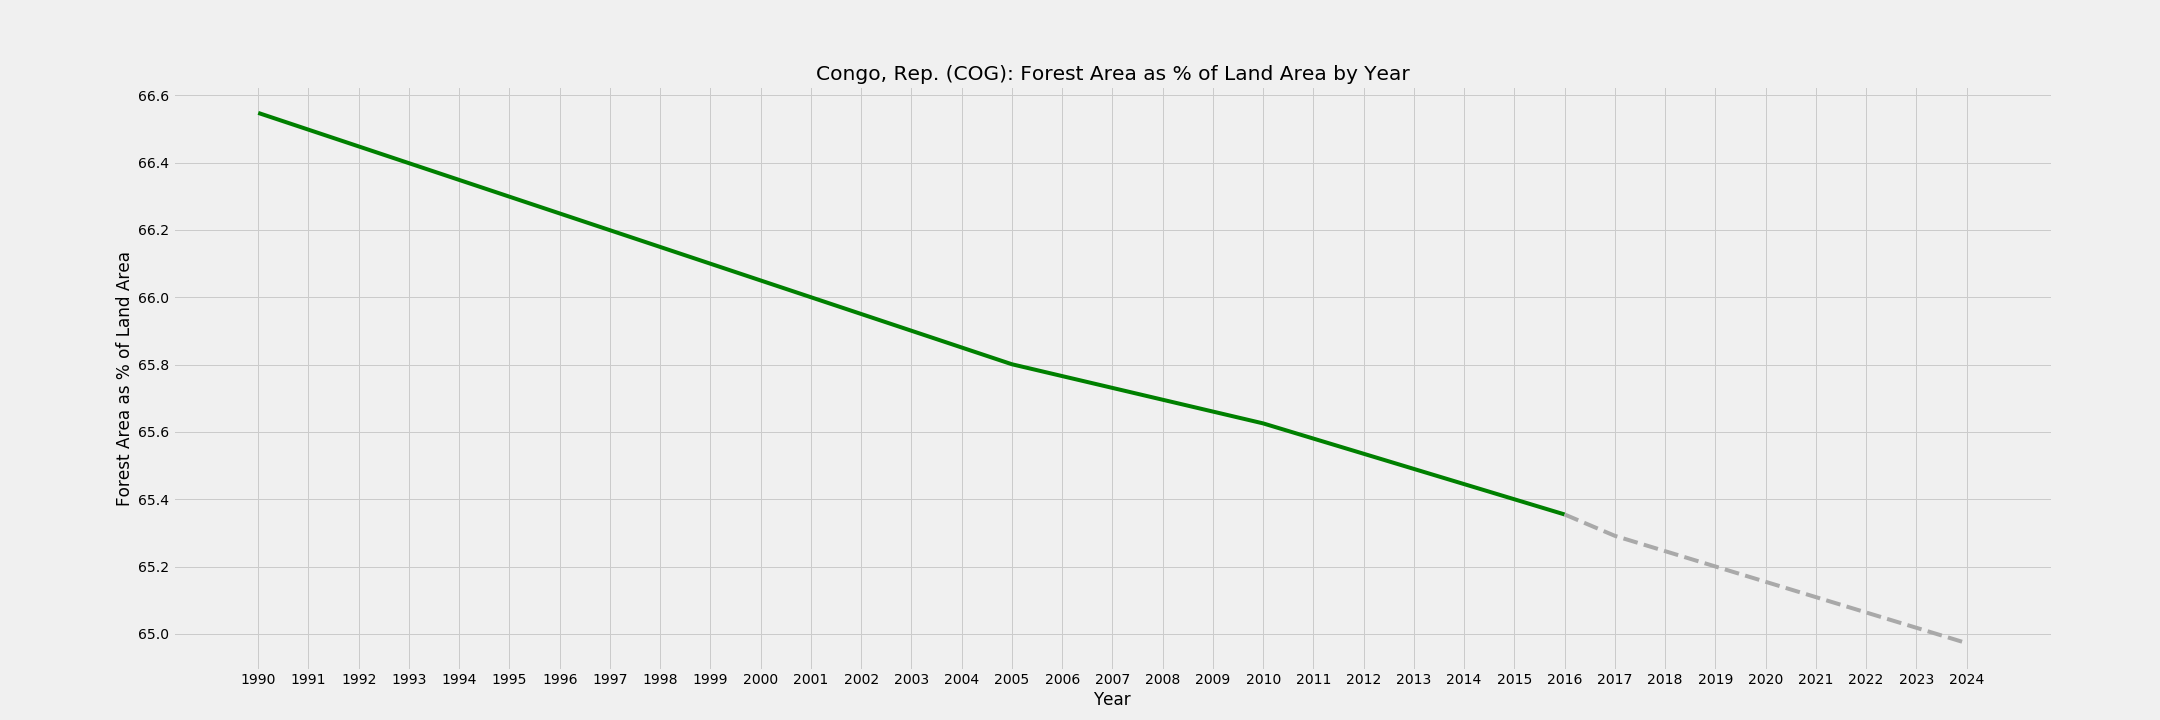 Congo, Rep. (COG): Forest Area as % of Land Area by Year
Forest Area as % of Land Area
66.6
66.4
66.2
66.0
65.8
65.6
65.4
65.2
65.0
1990 1991 1992 1993 1994 1995 1996 1997 1998 1999 2000 2001 2002 2003 2004 2005 2006 2007 2008 2009 2010 2011 2012 2013 2014 2015 2016 2017 2018 2019 2020 2021 2022 2023 2024
Year